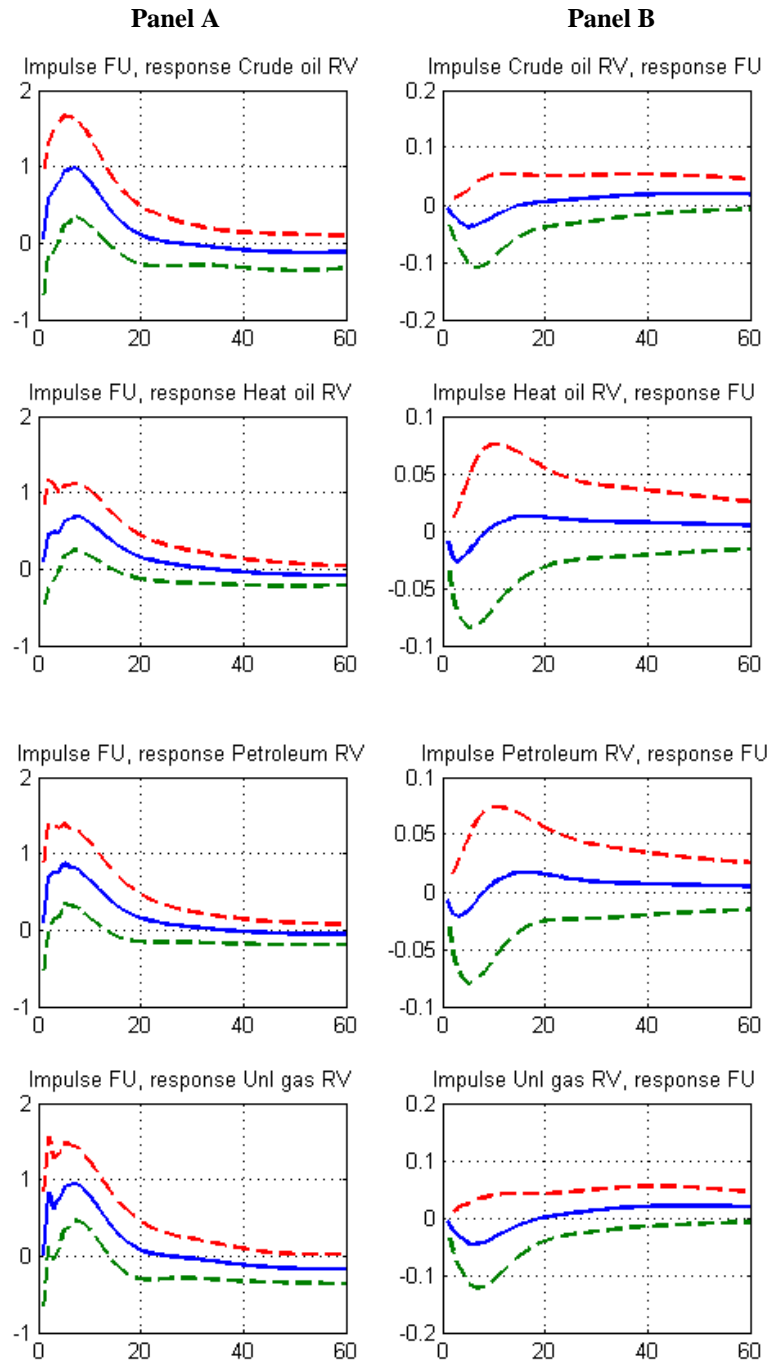 Panel A Panel B
Impulse FU, response Crude oil RV Impulse Crude oil RV, response FU
2 0.2
1 0.1
0 0
-0.1
-1 -0.2
0 20 40 60 0 20 40 60
Impulse FU, response Heat oil RV Impulse Heat oil RV, response FU
2 0.1
1 0.05
0 0
-0.05
-1 -0.1
0 20 40 60 0 20 40 60
Impulse FU, response Petroleum RV Impulse Petroleum RV, response FU
2 0.1
1 0.05
0 0
-0.05
-1 -0.1
0 20 40 60 0 20 40 60
Impulse FU, response Unl gas RV Impulse Unl gas RV, response FU
2 0.2
1 0.1
0 0
-0.1
-1 -0.2
0 20 40 60 0 20 40 60